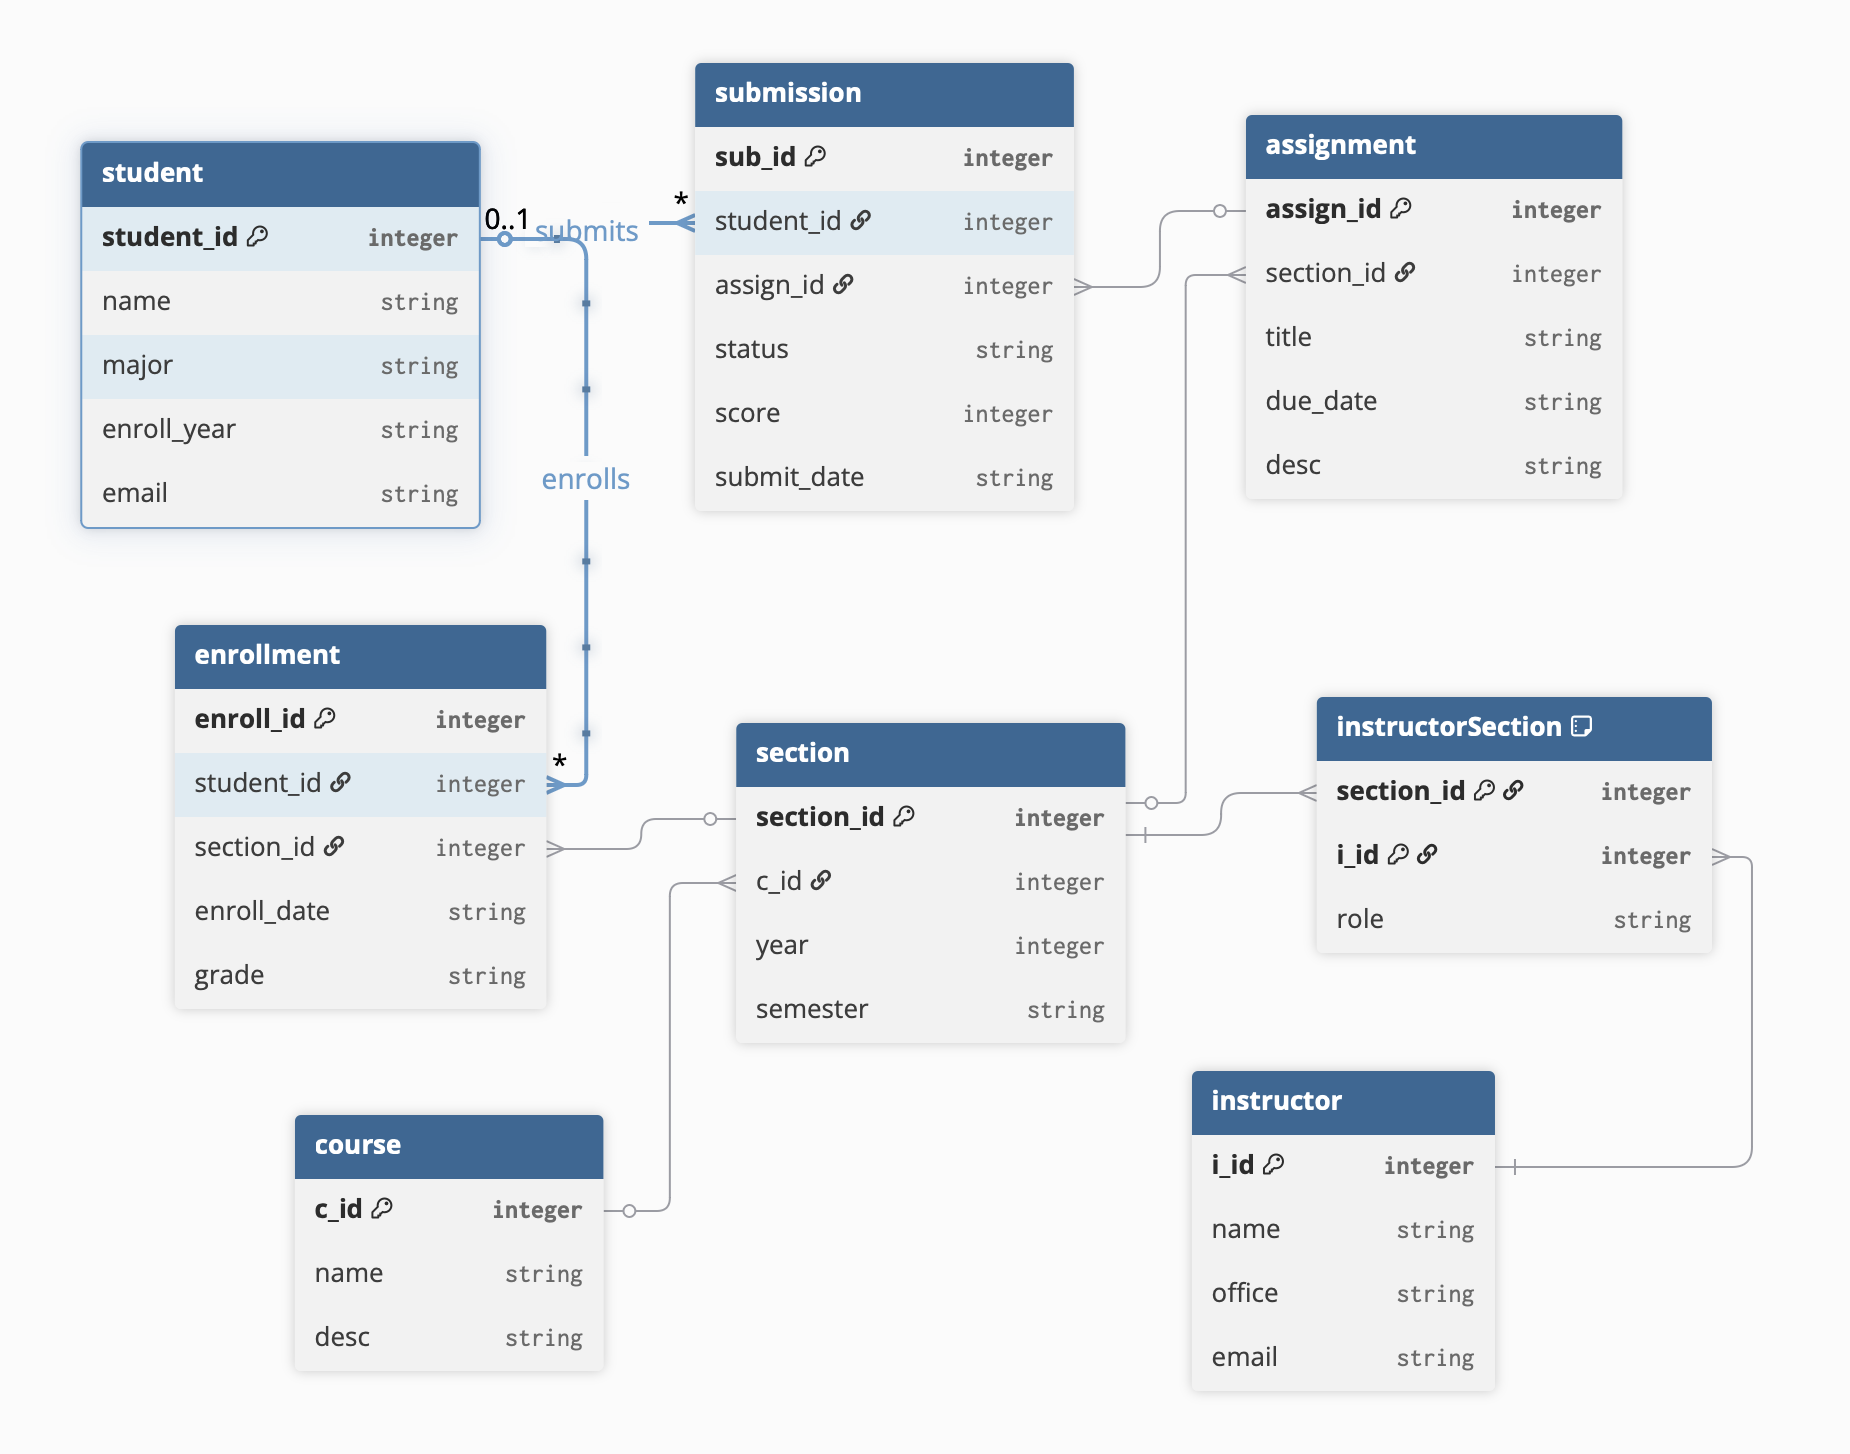 student
student_id integer
name string
major string
enroll_year string
email string
0..1
submits
*
submission
sub_id integer
student_id integer
assign_id integer
status string
score integer
submit_date string
assignment
assign_id integer
section_id integer
title string
due_date string
desc string
enrolls
*
enrollment
enroll_id integer
student_id integer
section_id integer
enroll_date string
grade string
section
section_id integer
c_id integer
year integer
semester string
instructorSection
section_id integer
i_id integer
role string
course
c_id integer
name string
desc string
instructor
i_id integer
name string
office string
email string